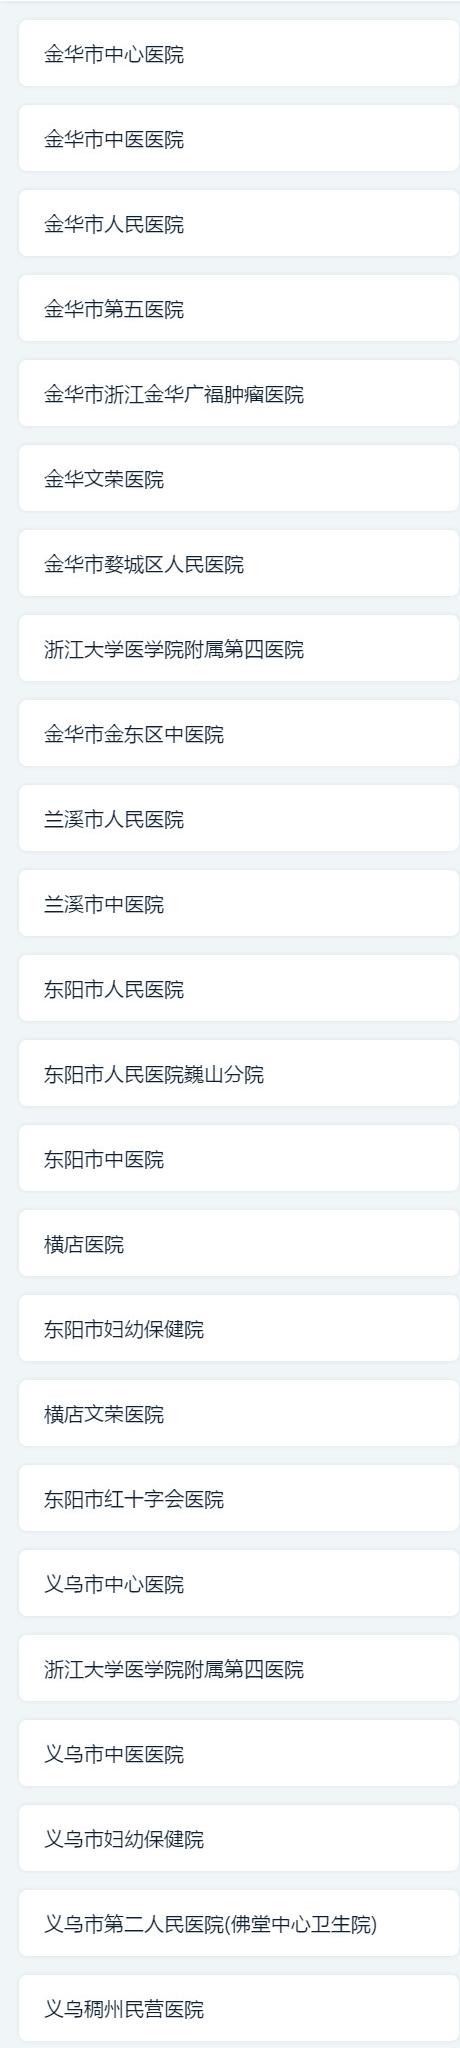 金华市中心医院
金华市中医医院
金华市人民医院
金华市第五医院
金华市浙江金华广福肿瘤医院
金华文荣医院
金华市婺城区人民医院
浙江大学医学院附属第四医院
金华市金东区中医院
兰溪市人民医院
兰溪市中医院
东阳市人民医院
东阳市人民医院巍山分院
东阳市中医院
横店医院
东阳市妇幼保健院
横店文荣医院
东阳市红十字会医院
义乌市中心医院
浙江大学医学院附属第四医院
义乌市中医医院
义乌市妇幼保健院
义乌市第二人民医院(佛堂中心卫生院)
义乌稠州民营医院